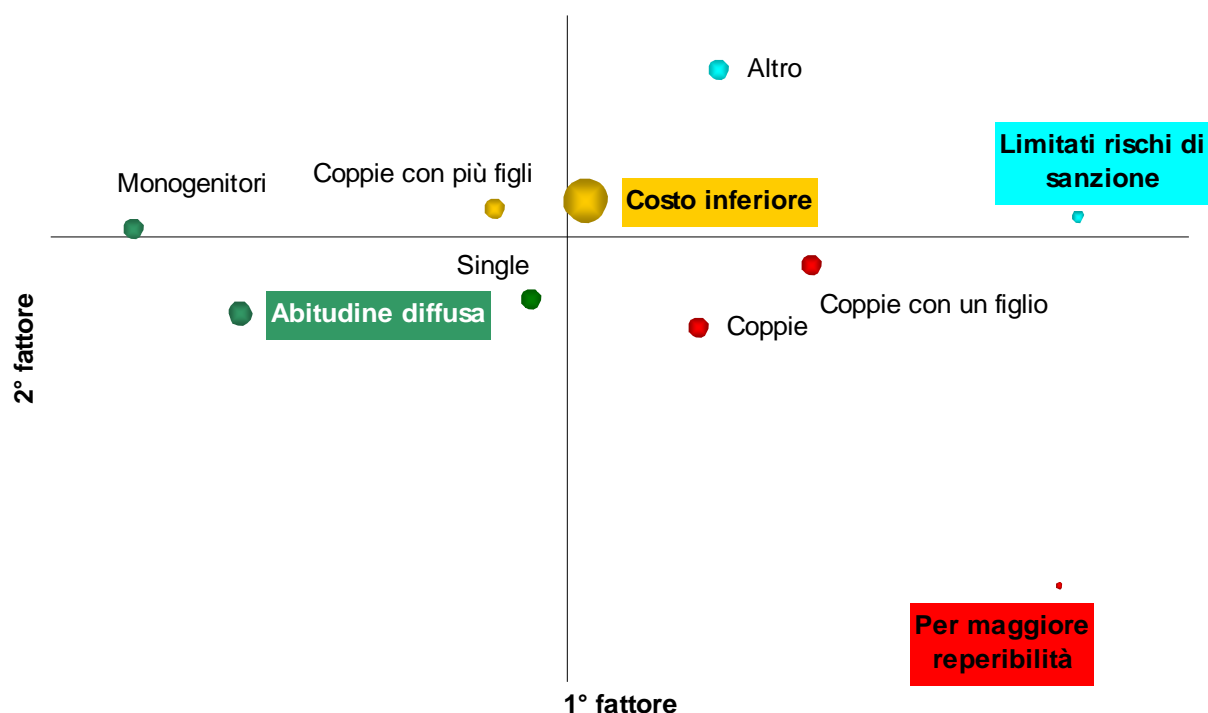 Altro
Limitati rischi di
sanzione
Coppie con più figli
Monogenitori
Costo inferiore
Single
Abitudine diffusa
Coppie con un figlio
Coppie
2° fattore
Per maggiore
reperibilità
1° fattore